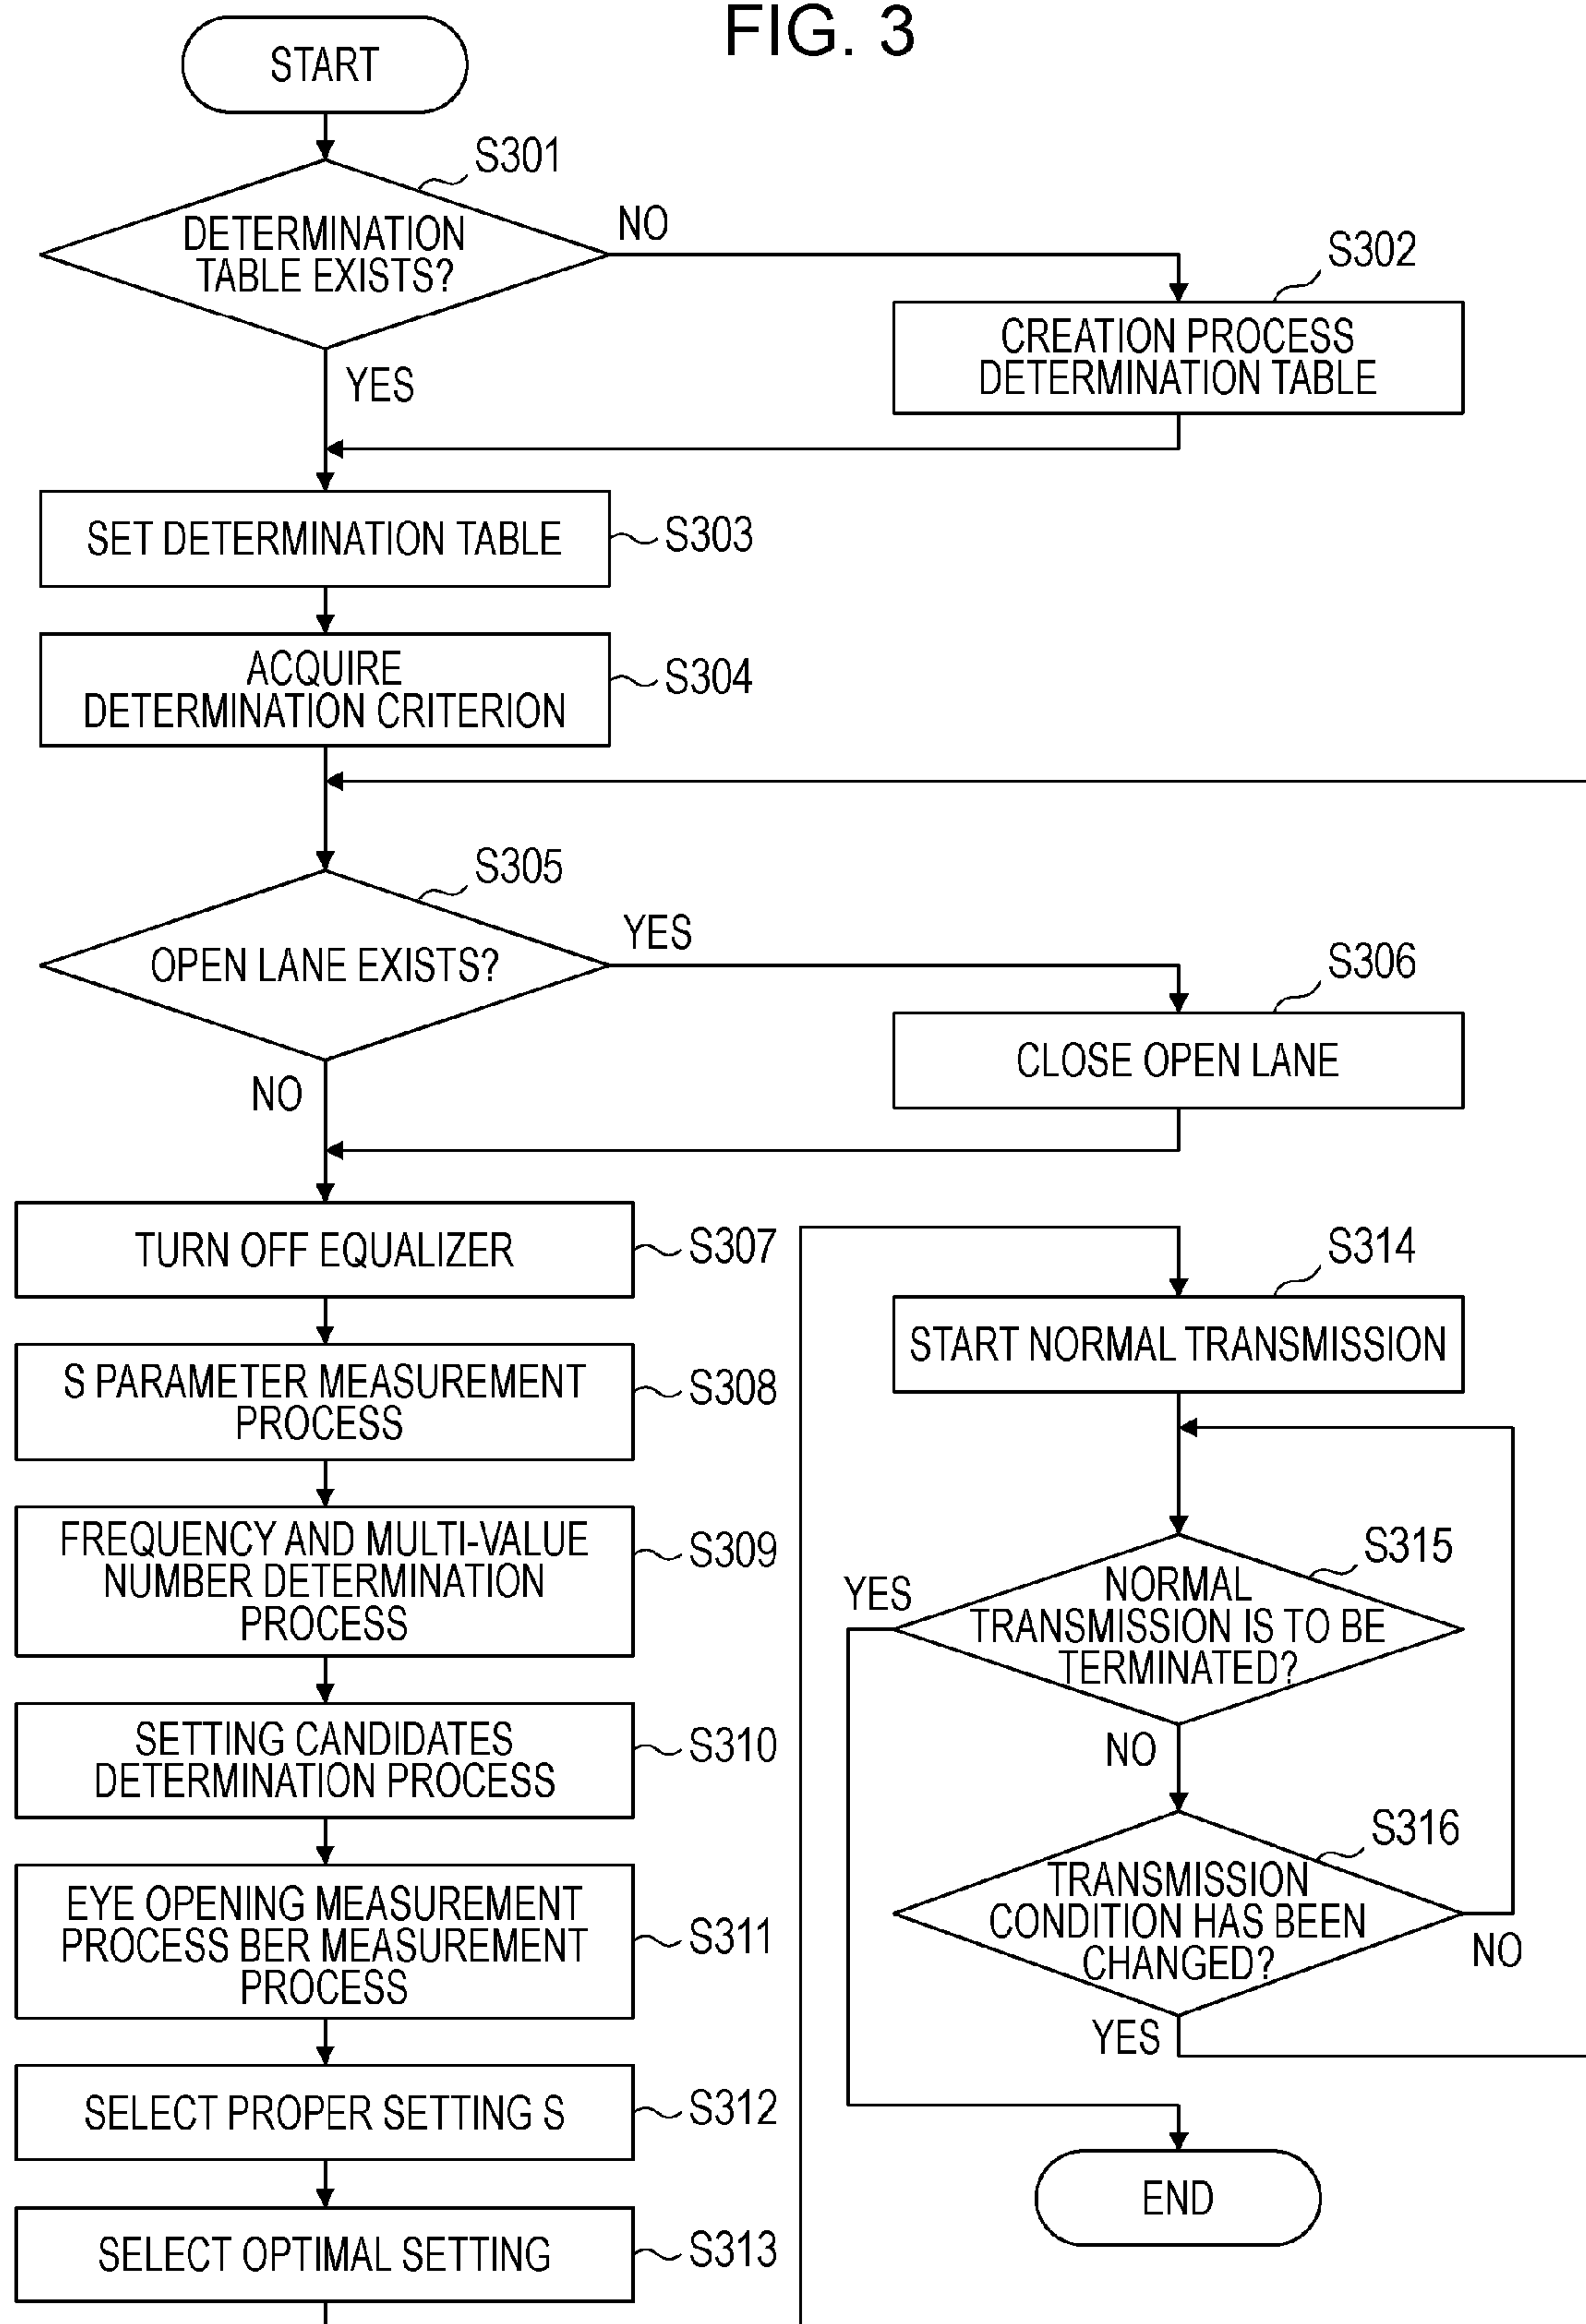 FIG. 3
START
S301
DETERMINATION
TABLE EXISTS?
NO
YES
S302
CREATION PROCESS
DETERMINATION TABLE
SET DETERMINATION TABLE
S303
ACQUIRE
DETERMINATION CRITERION
S304
S305
OPEN LANE EXISTS?
YES
NO
S306
CLOSE OPEN LANE
TURN OFF EQUALIZER
S307
S PARAMETER MEASUREMENT
PROCESS
S308
FREQUENCY AND MULTI-VALUE
NUMBER DETERMINATION
PROCESS
S309
SETTING CANDIDATES
DETERMINATION PROCESS
S310
EYE OPENING MEASUREMENT
PROCESS BER MEASUREMENT
PROCESS
S311
SELECT PROPER SETTING S
S312
SELECT OPTIMAL SETTING
S313
S314
START NORMAL TRANSMISSION
S315
NORMAL
TRANSMISSION IS TO BE
TERMINATED?
YES
NO
S316
TRANSMISSION
CONDITION HAS BEEN
CHANGED?
NO
YES
END